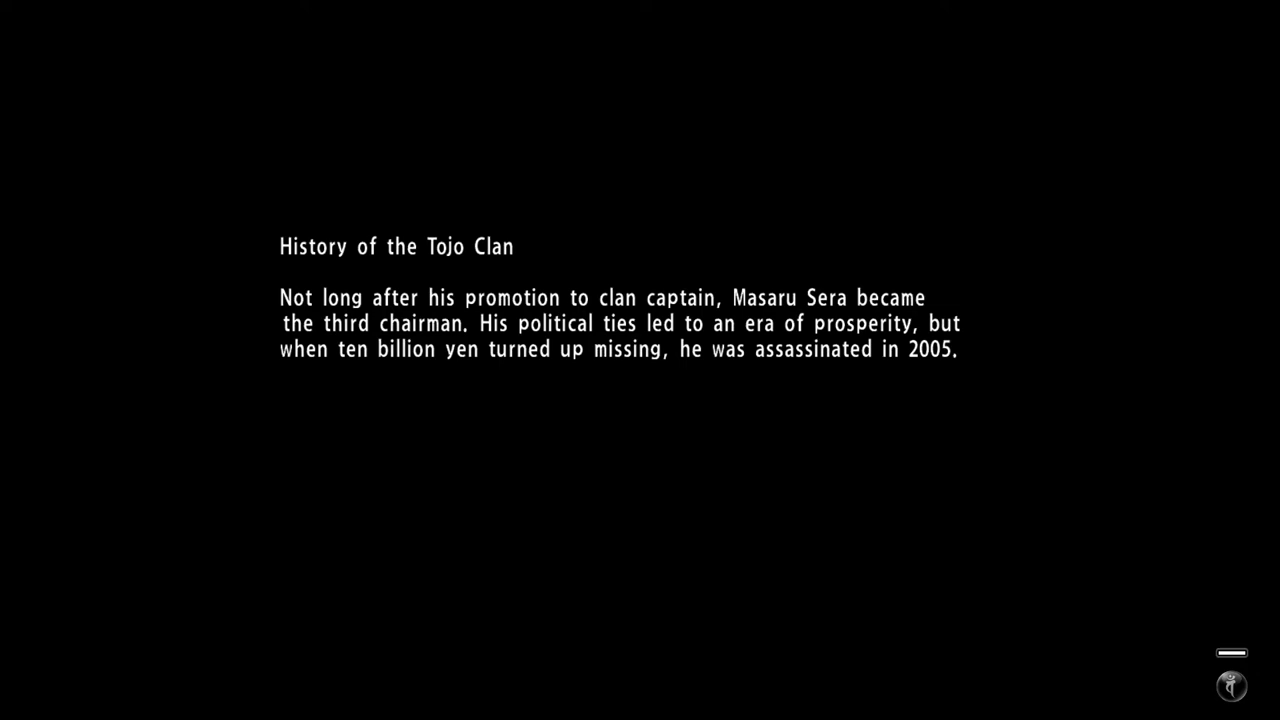 History of the Tojo Clan
Not long after his promotion to clan captain, Masaru Sera became
the third chairman. His political ties led to an era of prosperity, but
when ten billion yen turned up missing, he was assassinated in 2005.